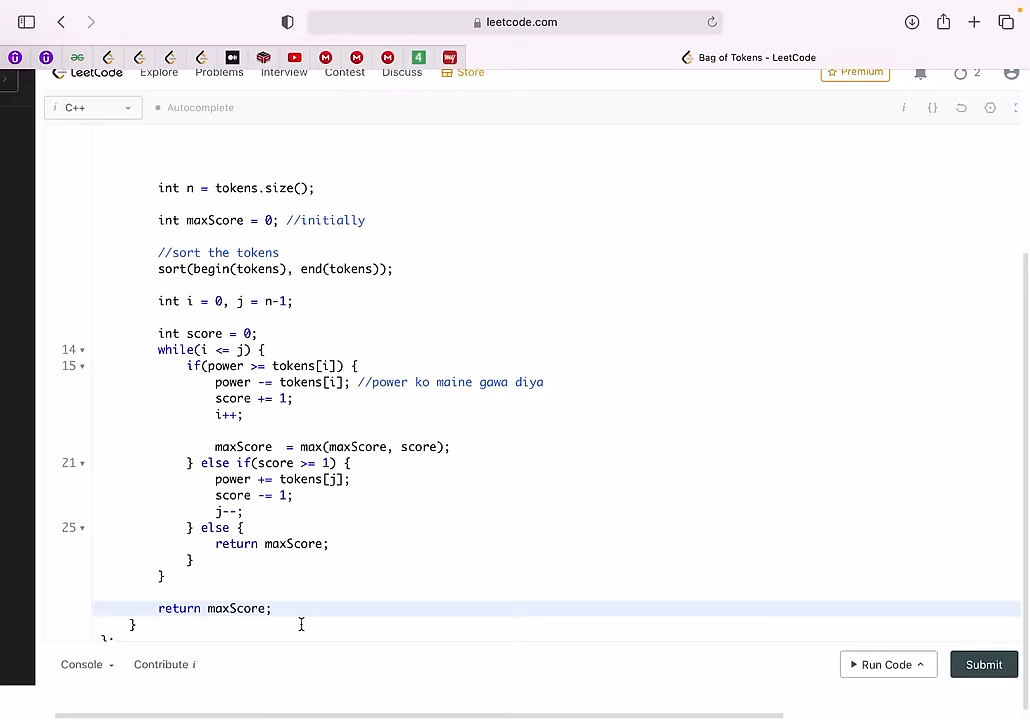 leetcode.com
Bag of Tokens - LeetCode
LeetCode Explore Problems Interview Contest Discuss Store Premium 2
i C++ Autocomplete i {}
int n = tokens.size();
int maxScore = 0; //initially
//sort the tokens
sort(begin(tokens), end(tokens));
int i = 0, j = n-1;
int score = 0;
14 while(i <= j) {
15 if(power >= tokens[i]) {
power -= tokens[i]; //power ko maine gawa diya
score += 1;
i++;
maxScore  = max(maxScore, score);
21 } else if(score >= 1) {
power += tokens[j];
score -= 1;
j--;
25 } else {
return maxScore;
}
}
return maxScore;
}
};
Console Contribute i Run Code Submit